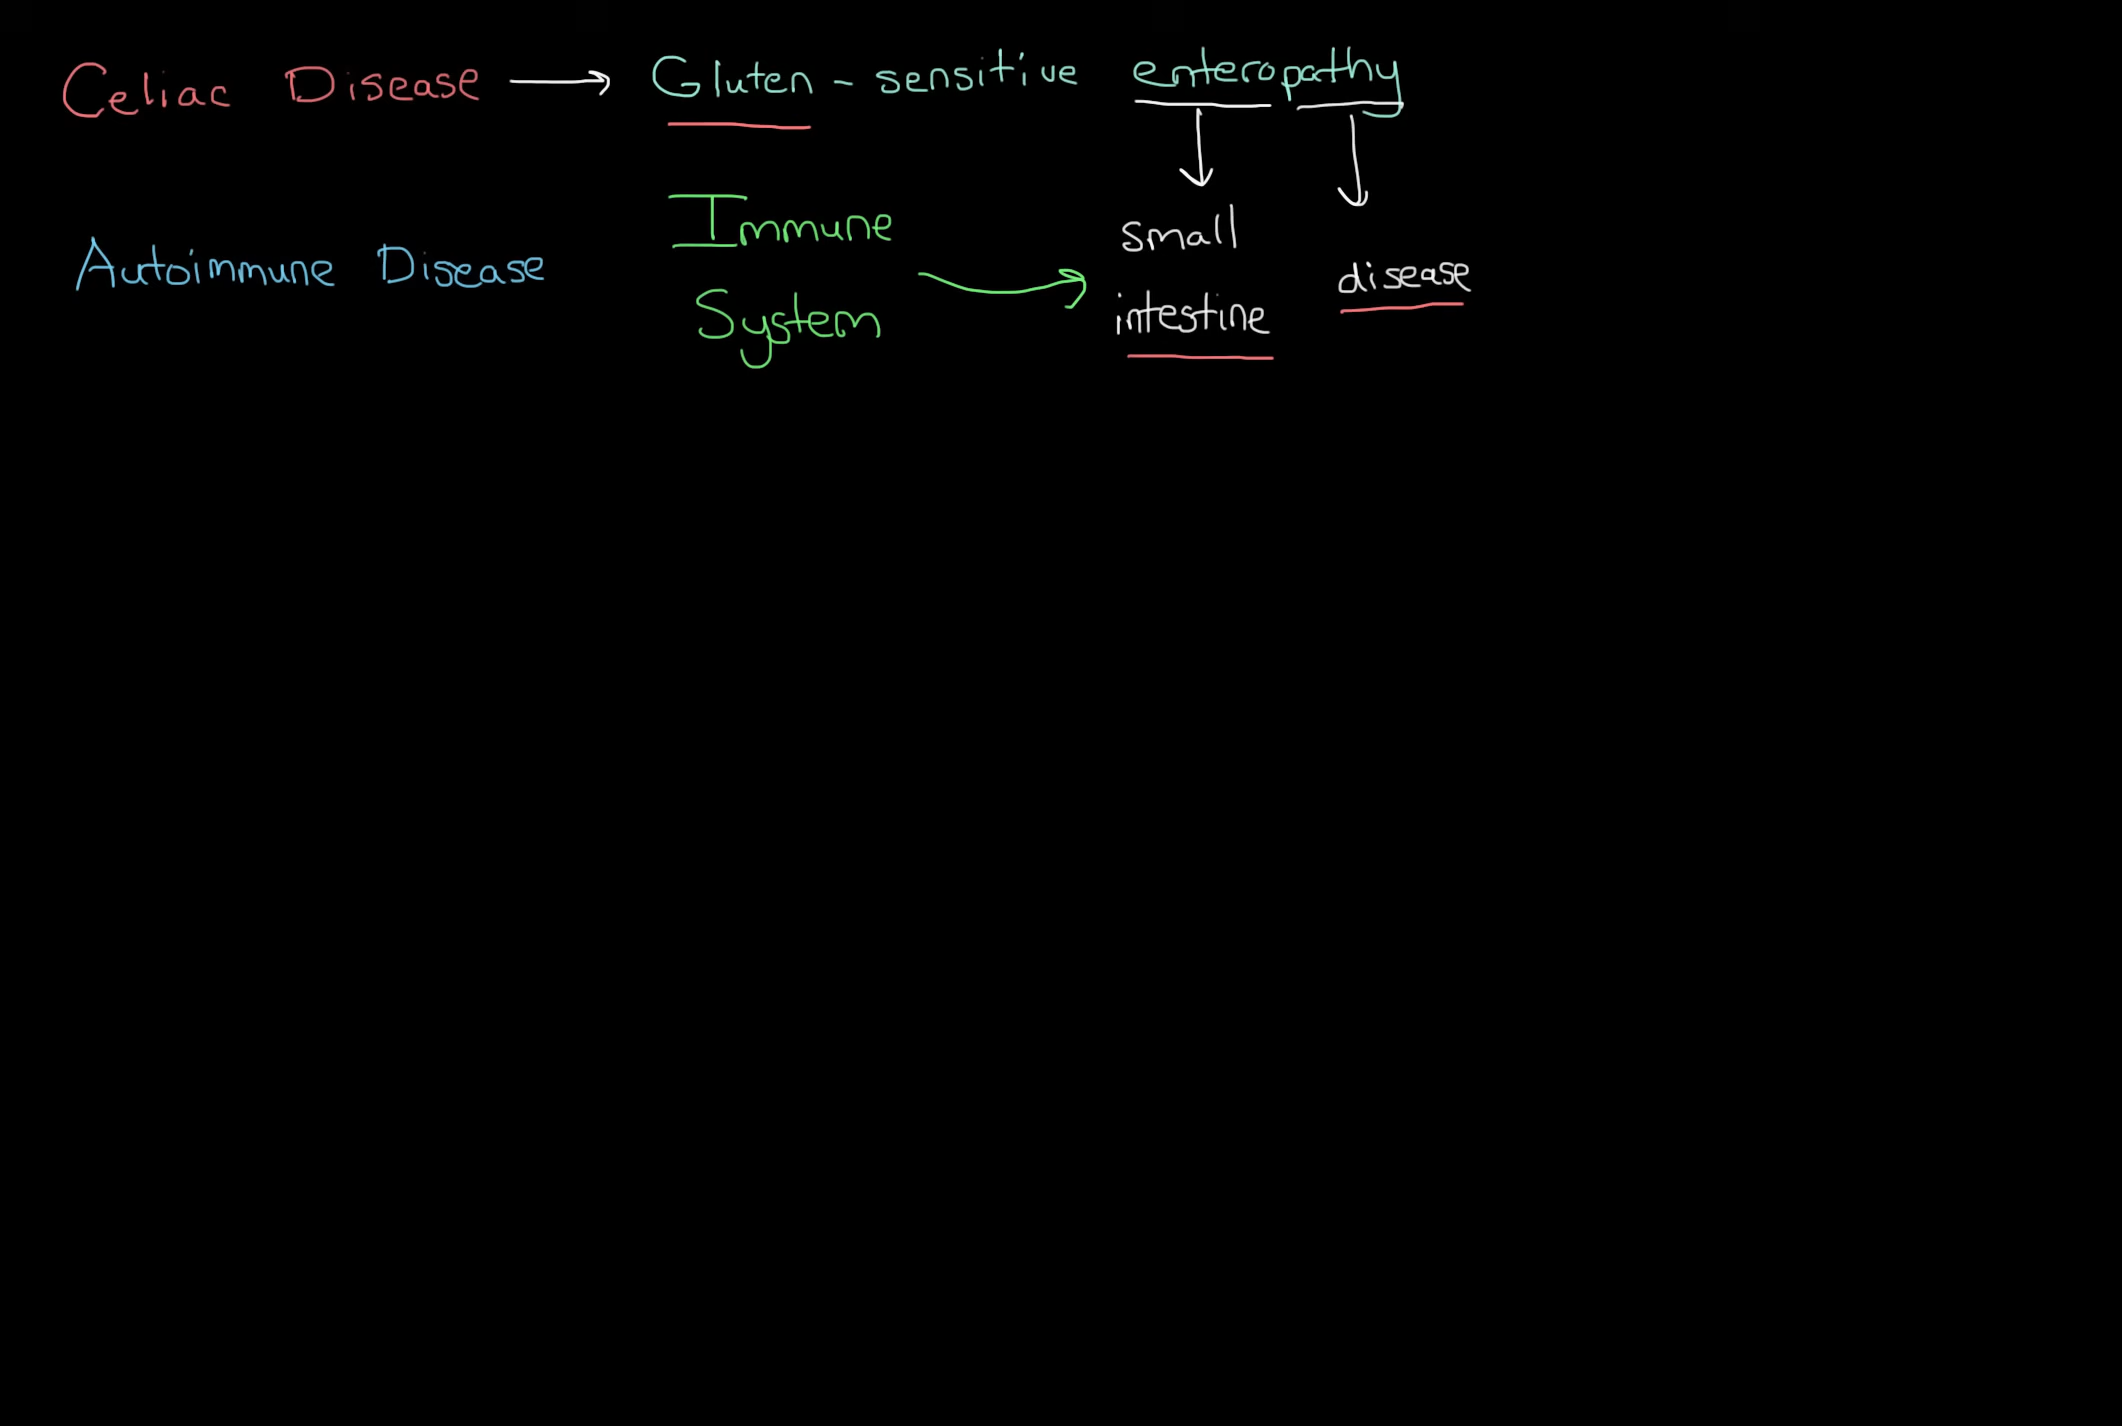 Celiac Disease → Gluten - sensitive enteropathy
Autoimmune Disease
Immune
System
small
intestine
disease